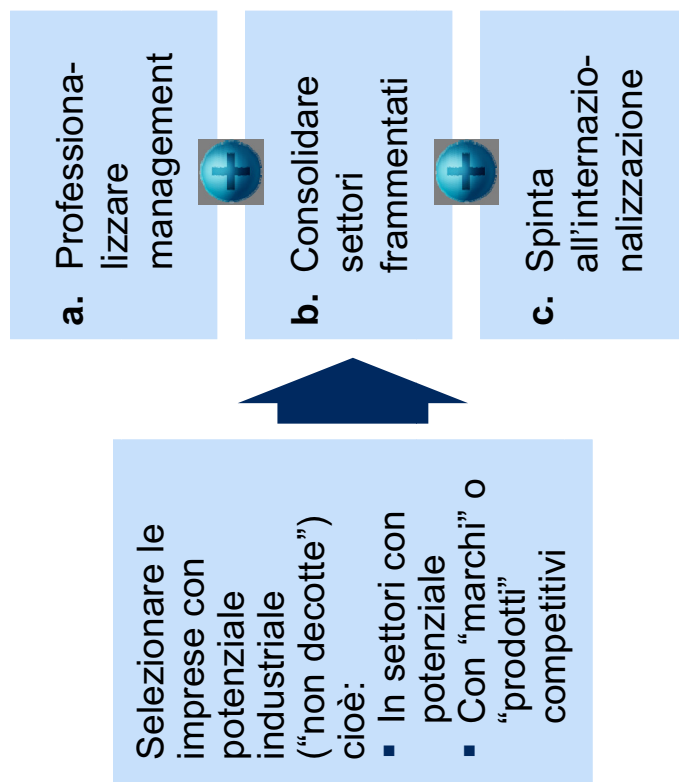 Selezionare le
imprese con
potenziale
industriale
(“non decotte”)
cioè:
▪ In settori con
potenziale
▪ Con “marchi” o
“prodotti”
competitivi
a. Professiona-
lizzare
management
b. Consolidare
settori
frammentati
c. Spinta
all’internazio-
nalizzazione